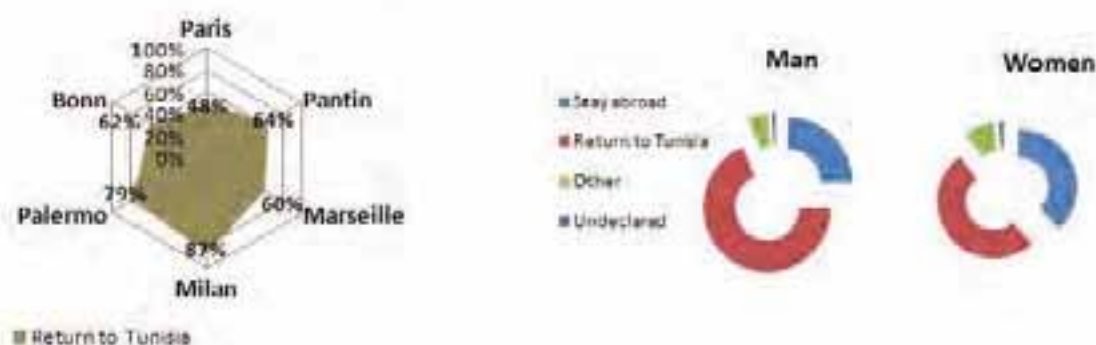 Paris
100%
80%
60%
40%
20%
0%
48%
Pantin
64%
Marseille
60%
Milan
87%
Palermo
79%
Bonn
62%
Return to Tunisia
Man
Women
Stay abroad
Return to Tunisia
Other
Undeclared